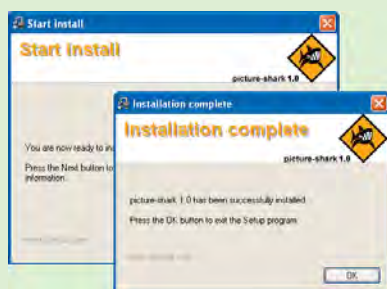 Start install
Start install
picture-shark 1.0
You are now ready to
Press the Next button to
information.
Installation complete
Installation complete
picture-shark 1.0
picture-shark 1.0 has been successfully installed.
Press the OK button to exit the Setup program.
OK